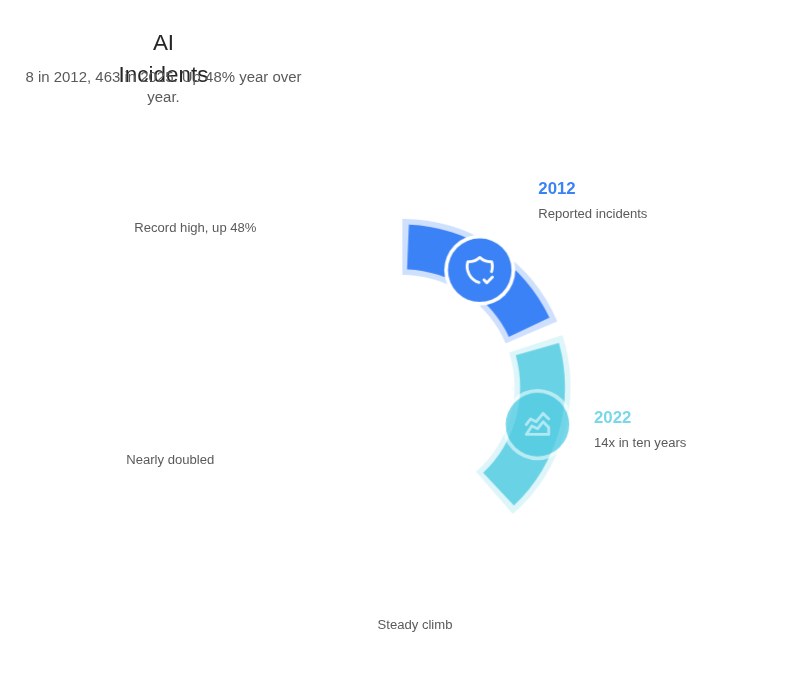 AI
Incidents
8 in 2012, 463 in 2025. Up 48% year over
year.
2012
Reported incidents
Record high, up 48%
2022
14x in ten years
Nearly doubled
Steady climb